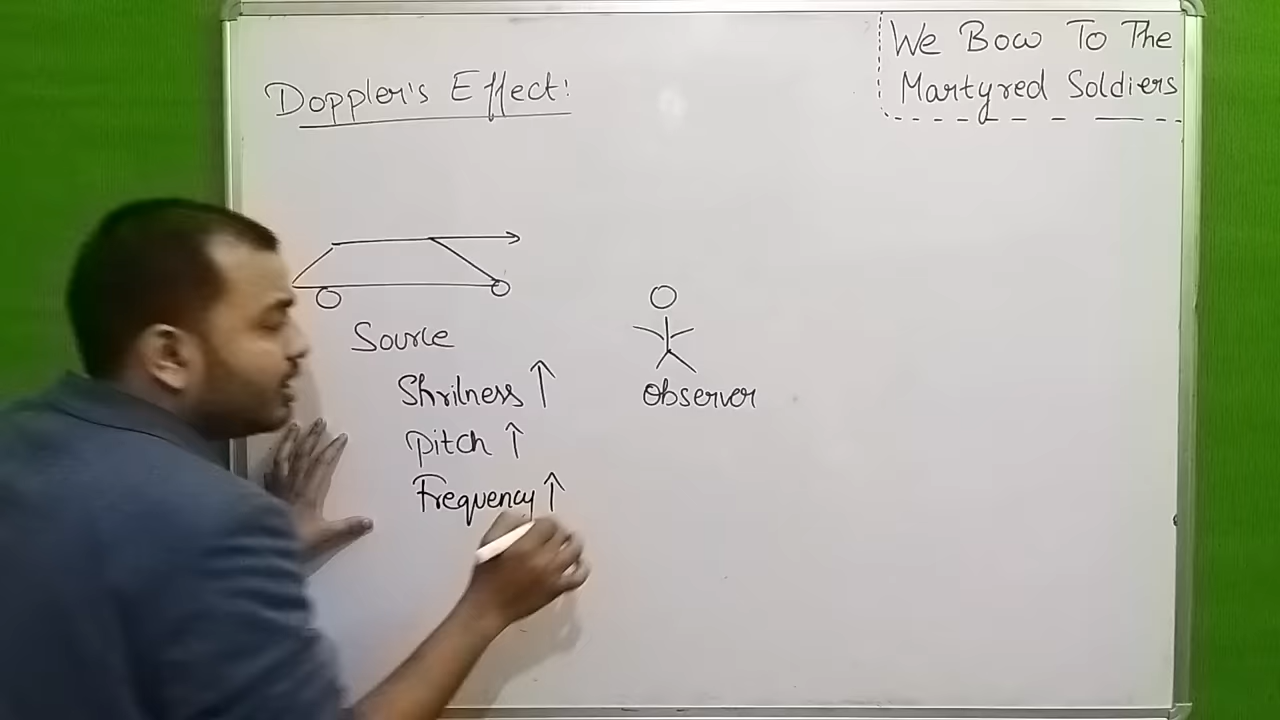 We Bow To The
Martyred Soldiers
Doppler's Effect:
Source
Shrilness ↑
Pitch ↑
Frequency ↑
Observer